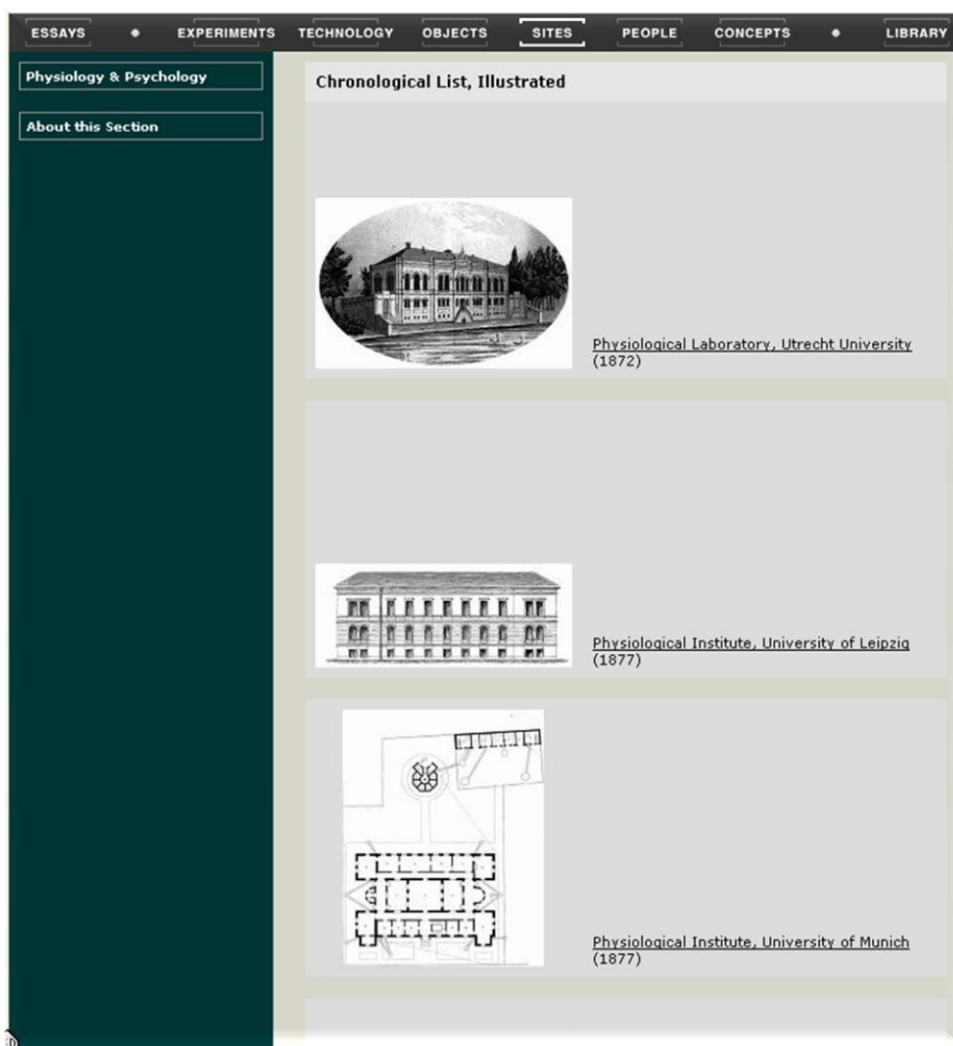 ESSAYS • EXPERIMENTS TECHNOLOGY OBJECTS SITES PEOPLE CONCEPTS • LIBRARY
Physiology & Psychology
About this Section
Chronological List, Illustrated
Physiological Laboratory, Utrecht University
(1872)
Physiological Institute, University of Leipzig
(1877)
Physiological Institute, University of Munich
(1877)